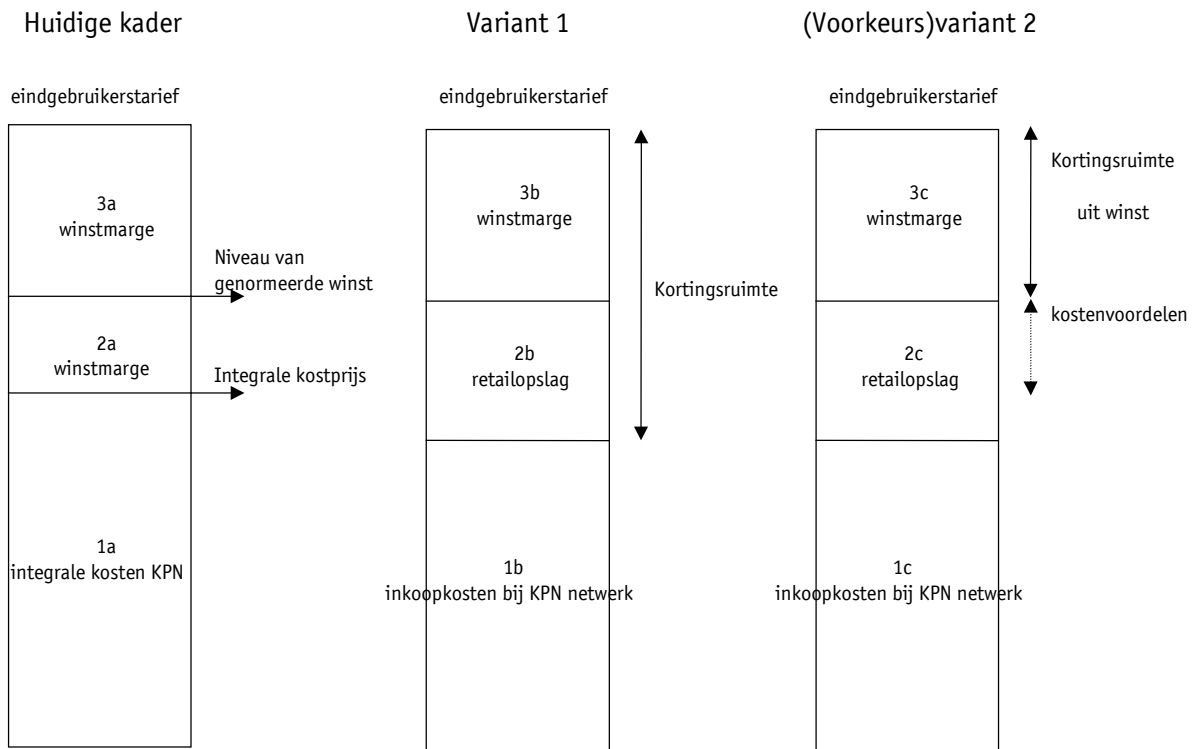 Huidige kader
Variant 1
(Voorkeurs)variant 2
eindgebruikerstarief
eindgebruikerstarief
eindgebruikerstarief
3a
winstmarge
Niveau van
genormeerde winst
2a
winstmarge
Integrale kostprijs
1a
integrale kosten KPN
3b
winstmarge
Kortingsruimte
2b
retailopslag
1b
inkoopkosten bij KPN netwerk
3c
winstmarge
Kortingsruimte
uit winst
kostenvoordelen
2c
retailopslag
1c
inkoopkosten bij KPN netwerk